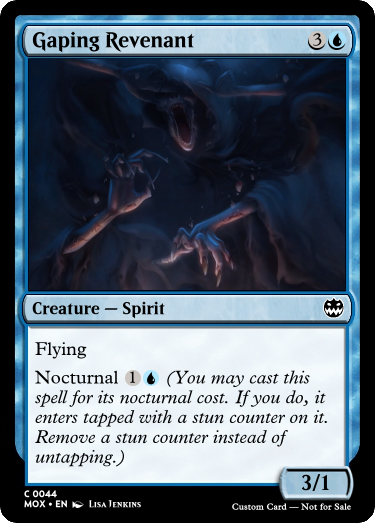 Gaping Revenant 3
Creature — Spirit
Flying
Nocturnal 1 (You may cast this
spell for its nocturnal cost. If you do, it
enters tapped with a stun counter on it.
Remove a stun counter instead of
untapping.)
3/1
C 0044
MOX • EN Lisa Jenkins
Custom Card — Not for Sale